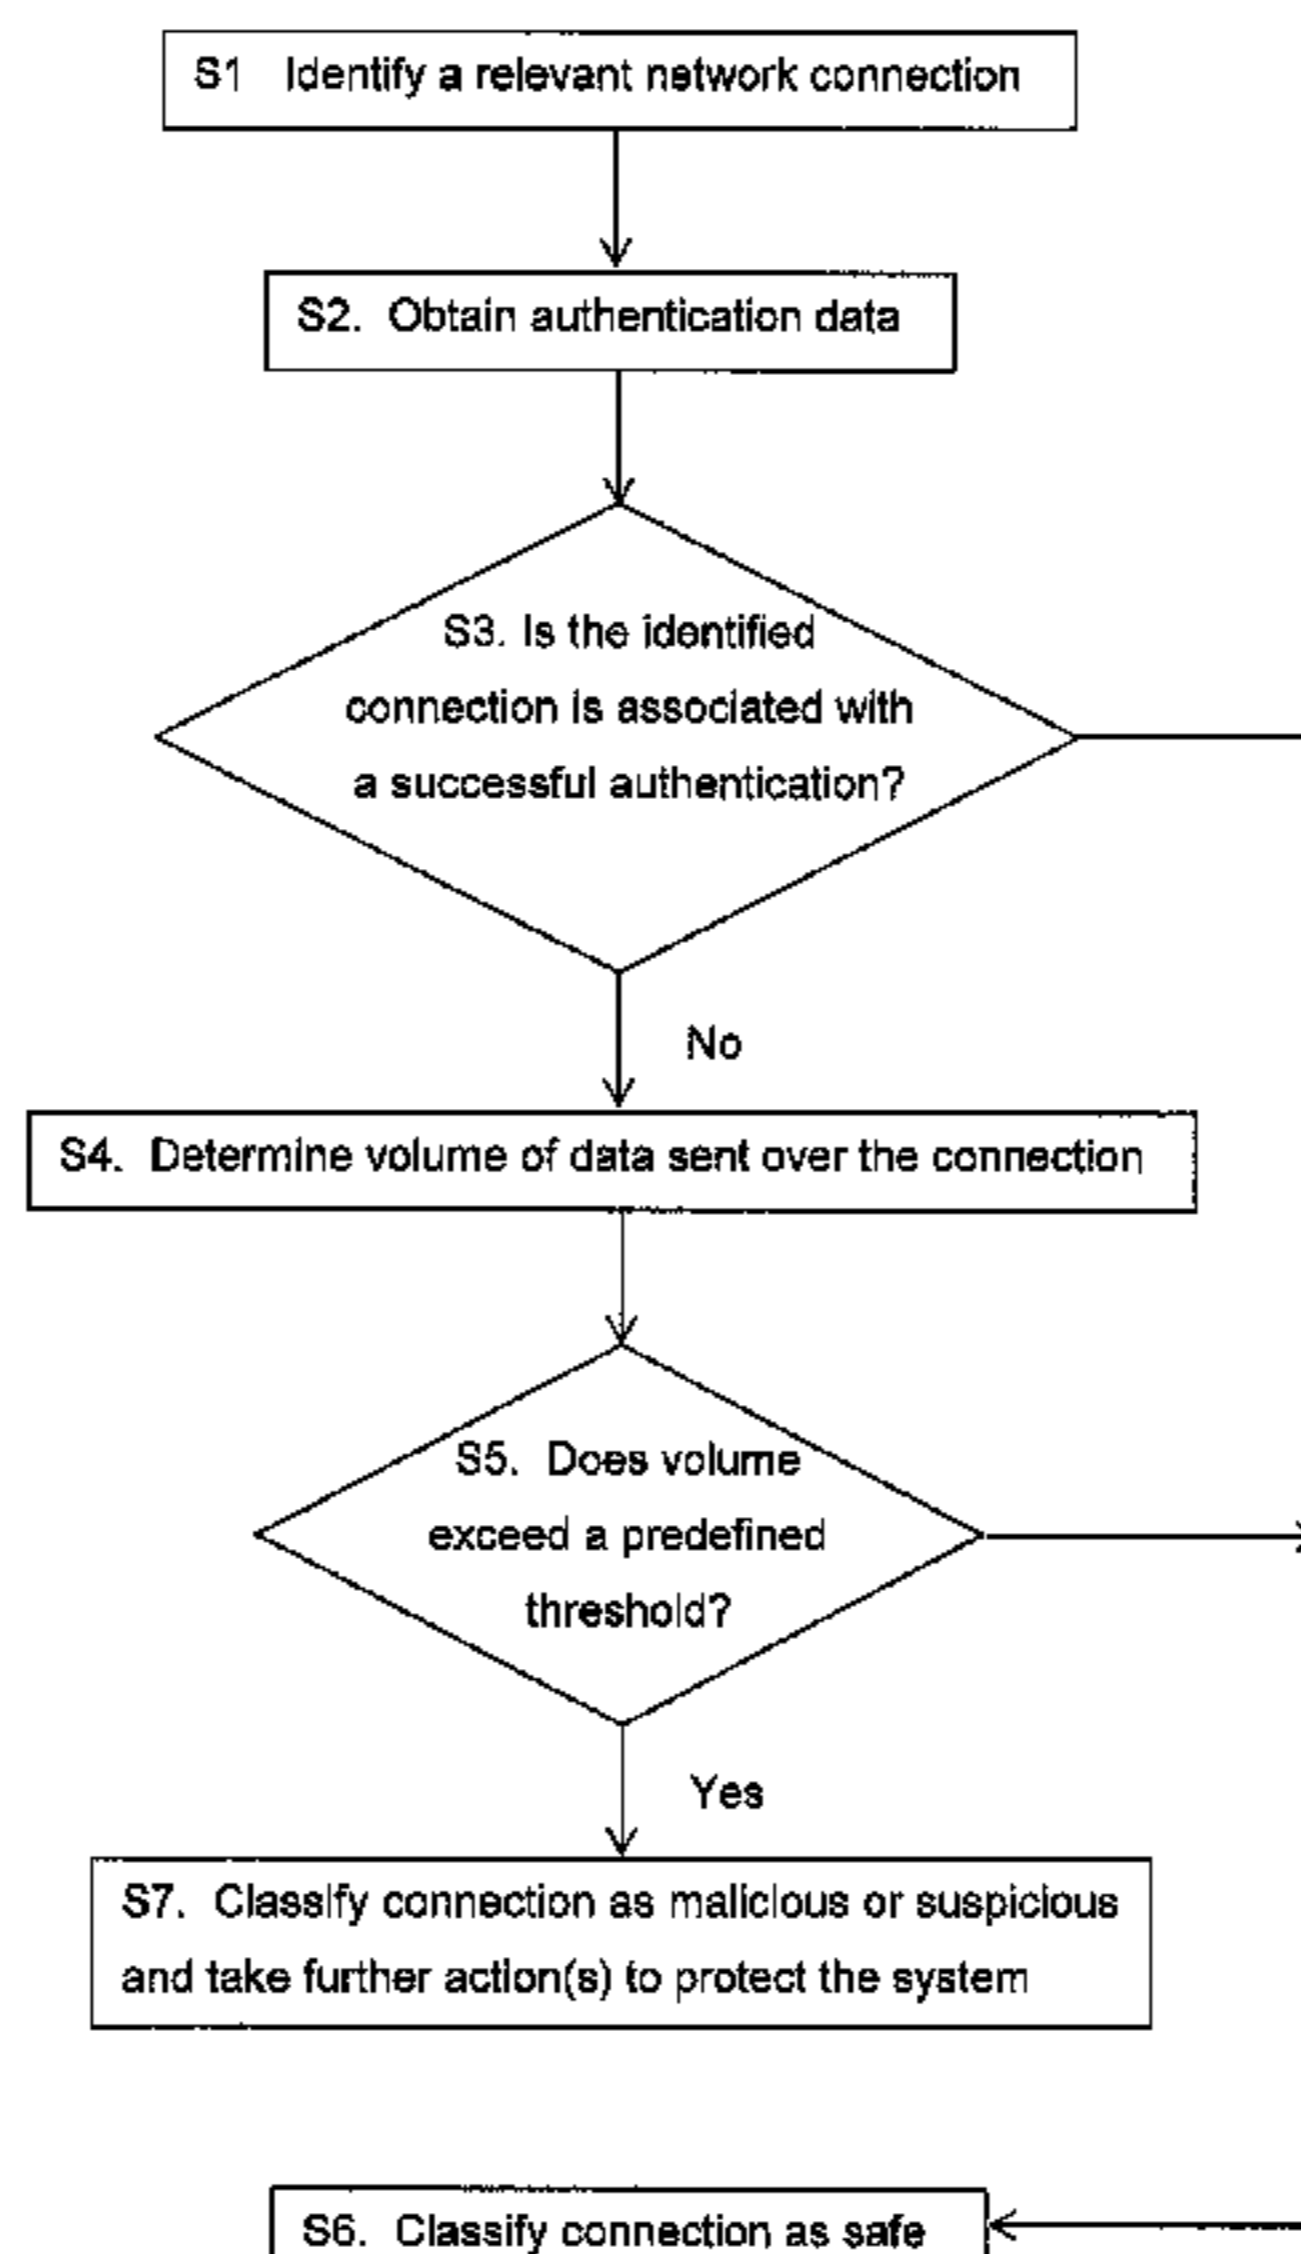 S1 Identify a relevant network connection
S2. Obtain authentication data
S3. Is the identified
connection is associated with
a successful authentication?
No
S4. Determine volume of data sent over the connection
S5. Does volume
exceed a predefined
threshold?
Yes
S7. Classify connection as malicious or suspicious
and take further action(s) to protect the system
S6. Classify connection as safe